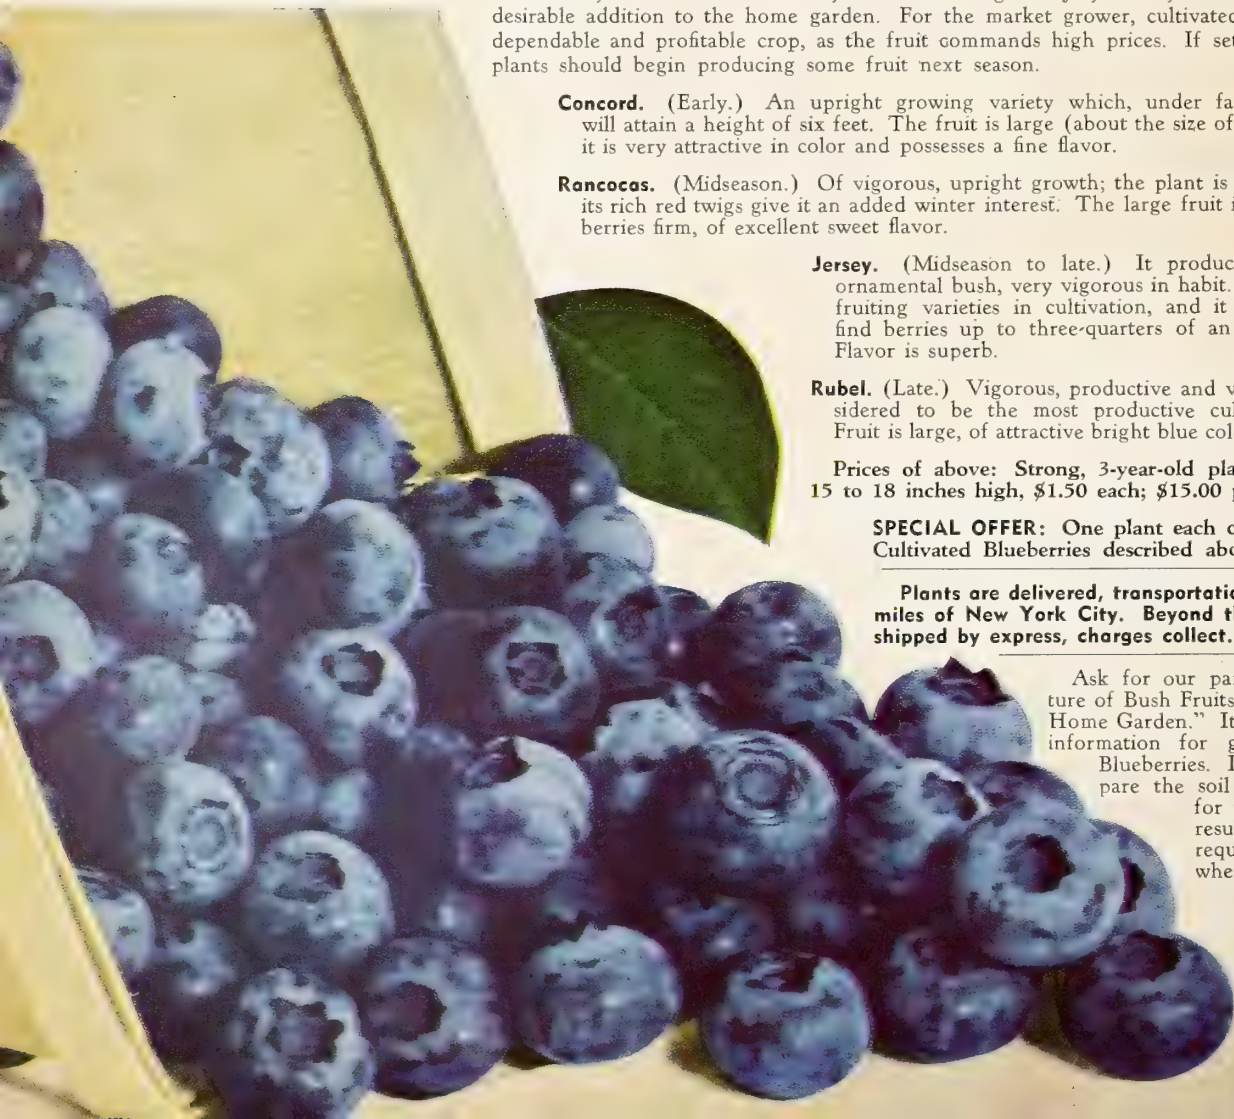 desirable addition to the home garden. For the market grower, cultivated
dependable and profitable crop, as the fruit commands high prices. If set
plants should begin producing some fruit next season.
Concord. (Early.) An upright growing variety which, under fa
will attain a height of six feet. The fruit is large (about the size of
it is very attractive in color and possesses a fine flavor.
Rancocas. (Midseason.) Of vigorous, upright growth; the plant is
its rich red twigs give it an added winter interest. The large fruit i
berries firm, of excellent sweet flavor.
Jersey. (Midseason to late.) It produc
ornamental bush, very vigorous in habit.
fruiting varieties in cultivation, and it
find berries up to three-quarters of an
Flavor is superb.
Rubel. (Late.) Vigorous, productive and v
sidered to be the most productive cul
Fruit is large, of attractive bright blue col
Prices of above: Strong, 3-year-old pla
15 to 18 inches high, $1.50 each; $15.00 p
SPECIAL OFFER: One plant each o
Cultivated Blueberries described abo
Plants are delivered, transportatio
miles of New York City. Beyond th
shipped by express, charges collect.
Ask for our pa
ture of Bush Fruits
Home Garden." It
information for g
Blueberries. I
pare the soil
for
resu
requ
whe